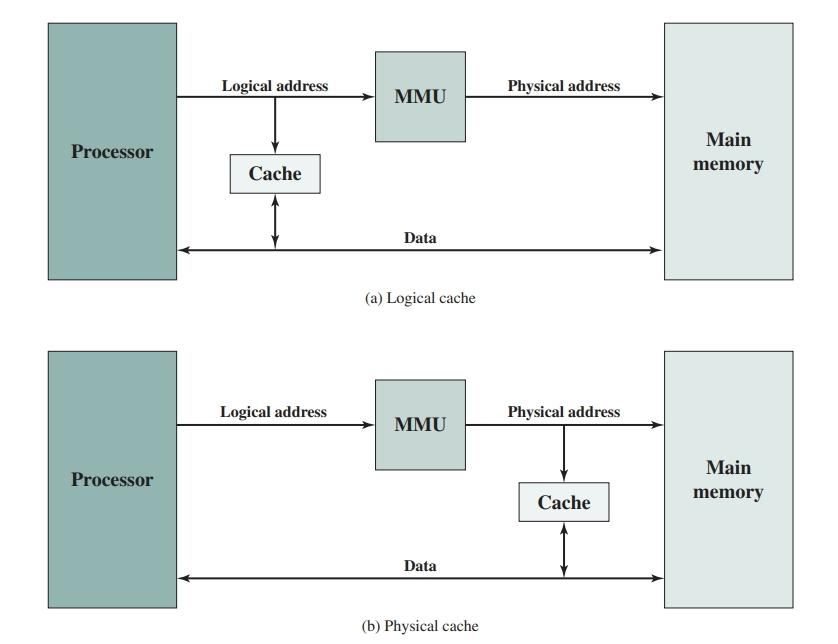 Logical address
MMU
Physical address
Processor
Main
memory
Cache
Data
(a) Logical cache
Logical address
MMU
Physical address
Processor
Main
memory
Cache
Data
(b) Physical cache